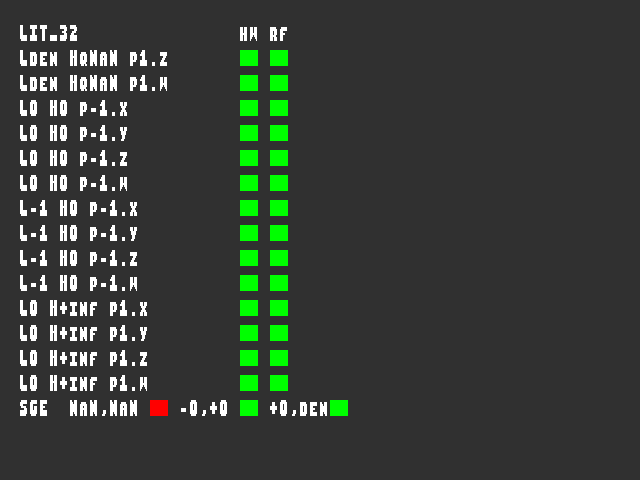 LIT_32 HW RF
LDEN HQNAN P1.Z
LDEN HQNAN P1.W
L0 H0 P-1.X
L0 H0 P-1.Y
L0 H0 P-1.Z
L0 H0 P-1.W
L-1 H0 P-1.X
L-1 H0 P-1.Y
L-1 H0 P-1.Z
L-1 H0 P-1.W
L0 H+INF P1.X
L0 H+INF P1.Y
L0 H+INF P1.Z
L0 H+INF P1.W
SGE NAN,NAN -0,+0 +0,DEN